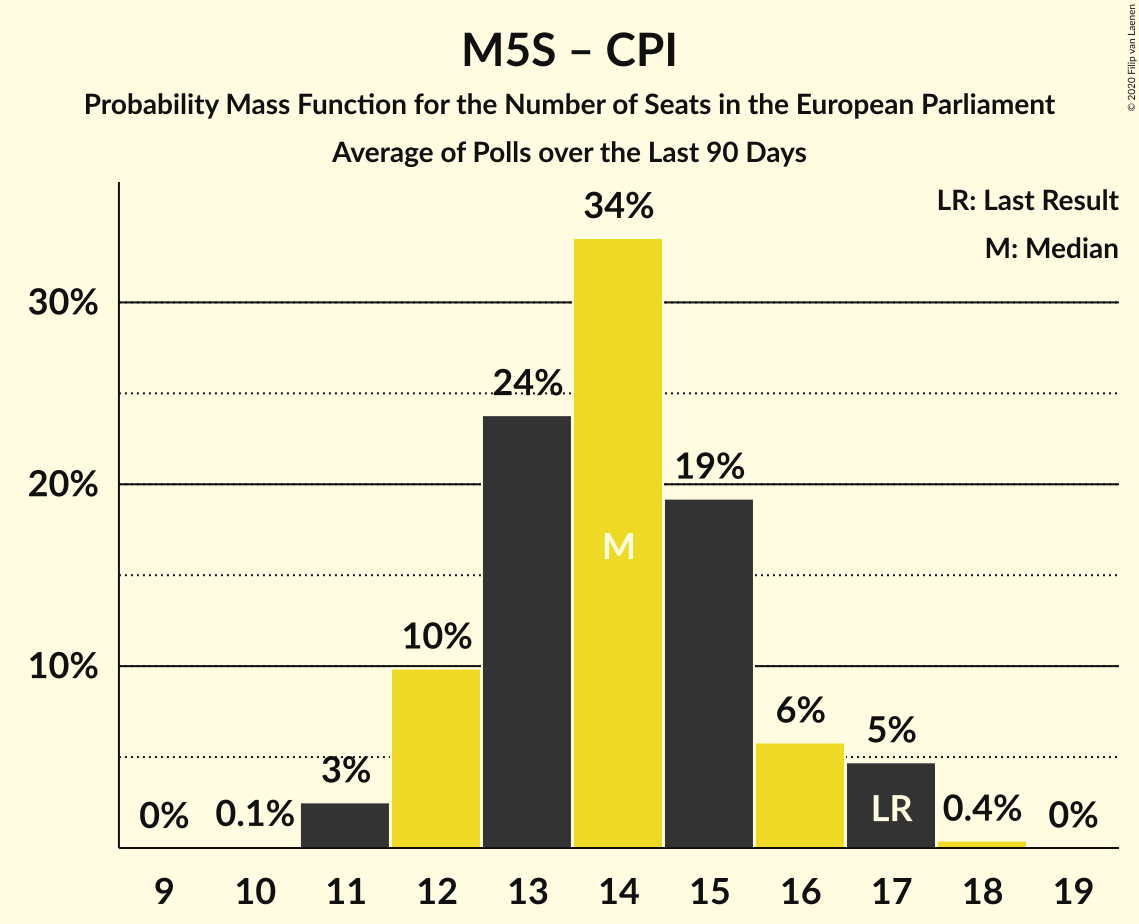 M5S – CPI
Probability Mass Function for the Number of Seats in the European Parliament
Average of Polls over the Last 90 Days
© 2020 Filip van Laenen
LR: Last Result
M: Median
34%
30%
24%
20%
19%
M
10%
10%
6%
5%
3%
LR
0%
0.1%
0.4%
0%
9 10 11 12 13 14 15 16 17 18 19